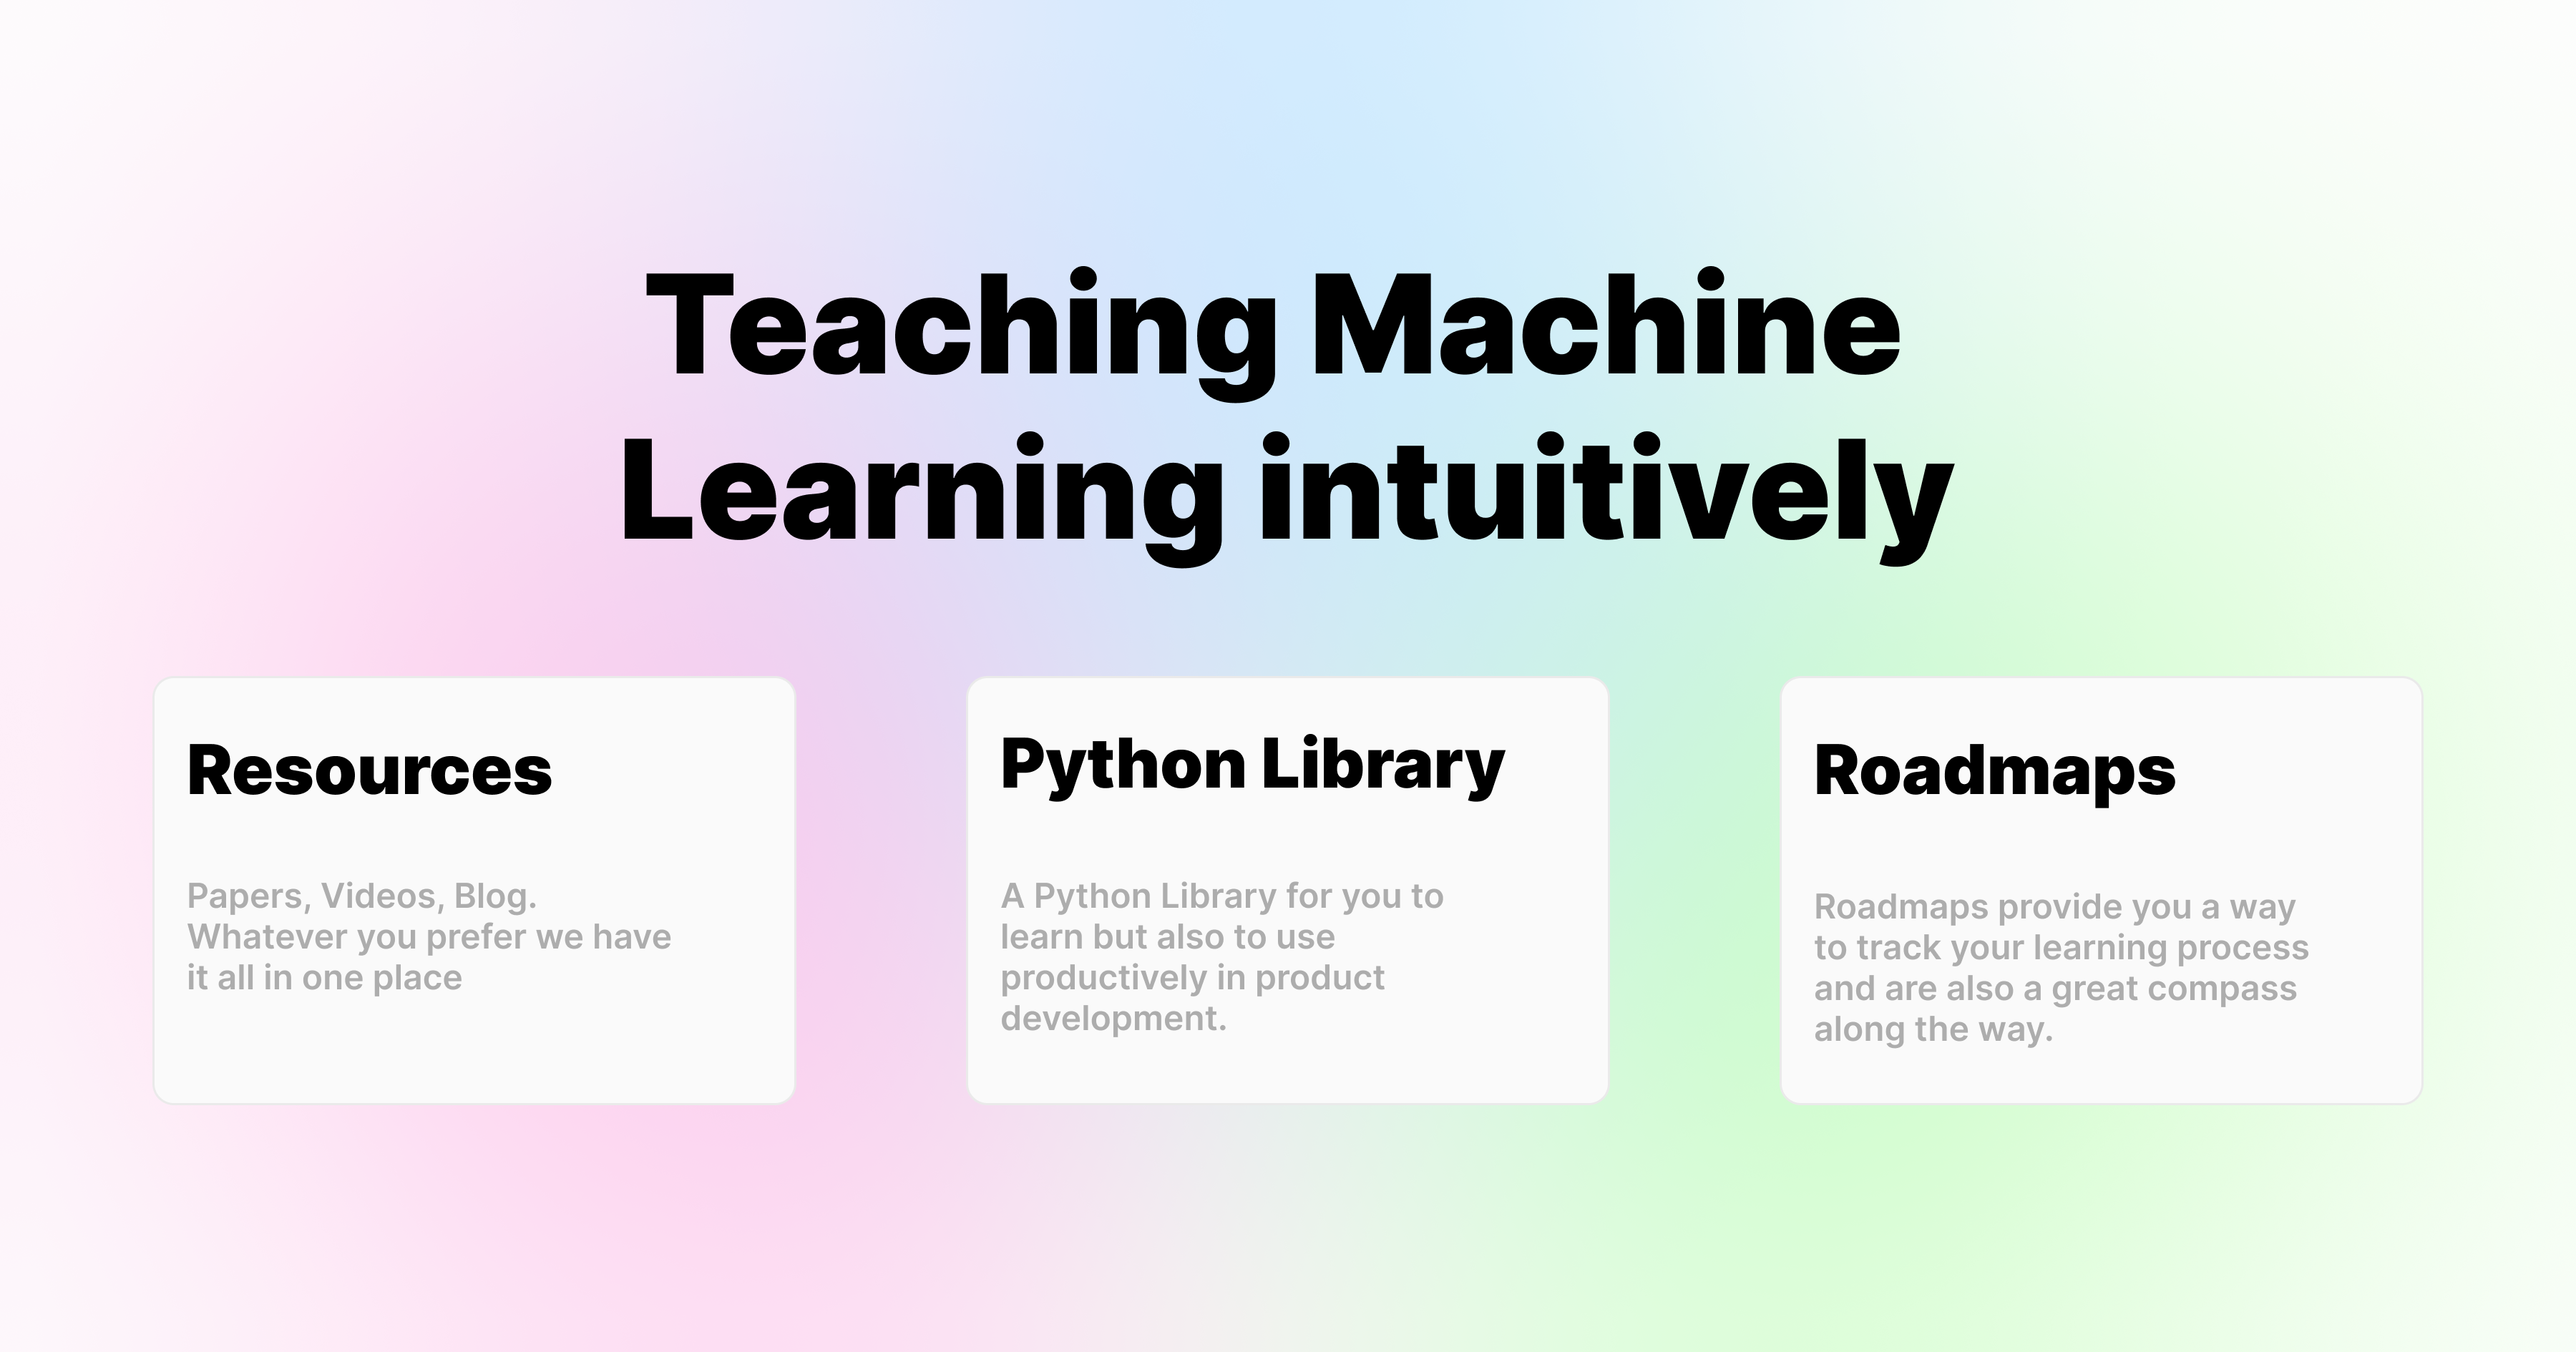 Teaching Machine
Learning intuitively
Resources
Papers, Videos, Blog.
Whatever you prefer we have
it all in one place
Python Library
A Python Library for you to
learn but also to use
productively in product
development.
Roadmaps
Roadmaps provide you a way
to track your learning process
and are also a great compass
along the way.